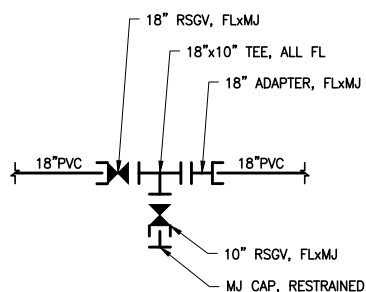 18" RSGV, FLxMJ
18"x10" TEE, ALL FL
18" ADAPTER, FLxMJ
18"PVC
18"PVC
10" RSGV, FLxMJ
MJ CAP, RESTRAINED